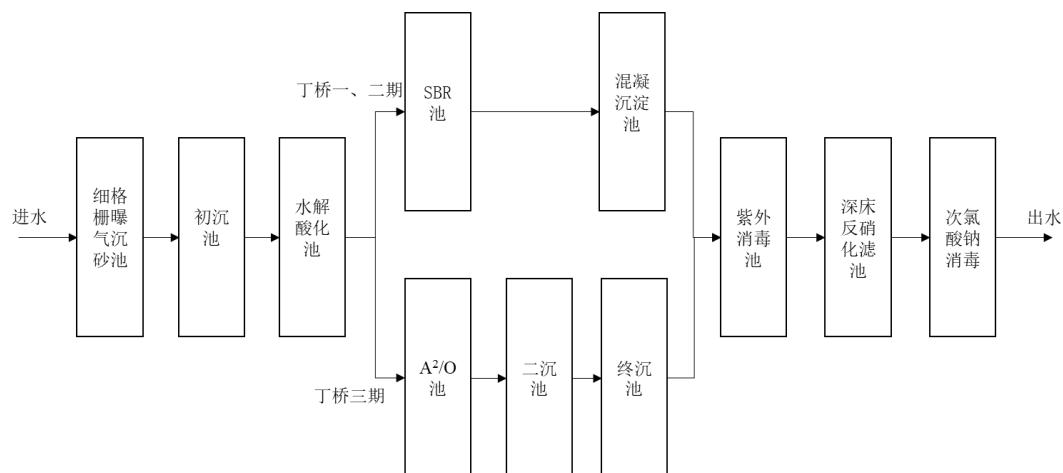 进水
细格
栅曝
气沉
砂池
初沉
池
水解
酸化
池
丁桥一、二期
SBR
池
混凝
沉淀
池
丁桥三期
A²/O
池
二沉
池
终沉
池
紫外
消毒
池
深床
反硝
化滤
池
次氯
酸钠
消毒
出水